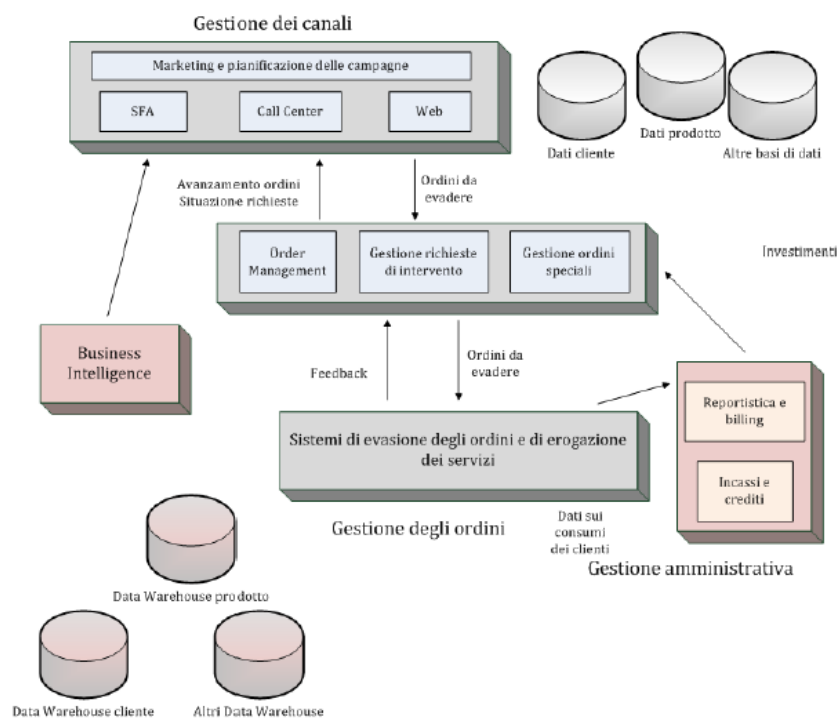 Gestione dei canali
Marketing e pianificazione delle campagne
SFA
Call Center
Web
Dati cliente
Dati prodotto
Altre basi di dati
Avanzamento ordini
Situazione richieste
Ordini da
evadere
Order
Management
Gestione richieste
di intervento
Gestione ordini
speciali
Investimenti
Business
Intelligence
Feedback
Ordini da
evadere
Reportistica e
billing
Incassi e
crediti
Sistemi di evasione degli ordini e di erogazione
dei servizi
Gestione degli ordini
Dati sui
consumi
dei clienti
Gestione amministrativa
Data Warehouse prodotto
Data Warehouse cliente
Altri Data Warehouse